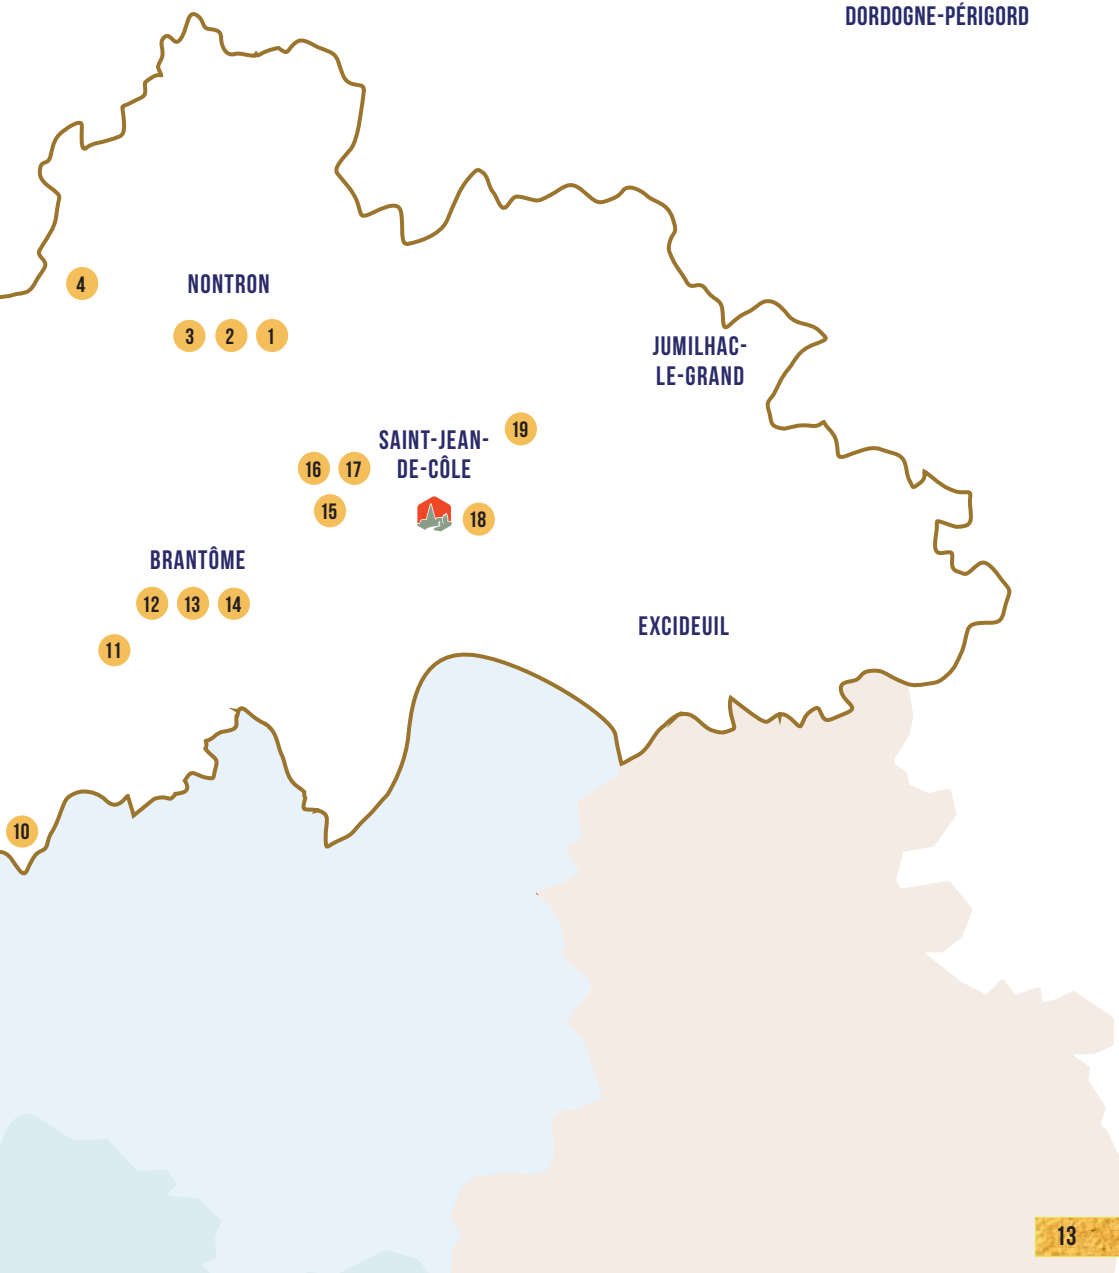 DORDOGNE-PÉRIGORD
4
NONTRON
3 2 1
JUMILHAC-
LE-GRAND
19
SAINT-JEAN-
DE-CÔLE
16 17
15
18
BRANTÔME
12 13 14
11
EXCIDEUIL
10
13